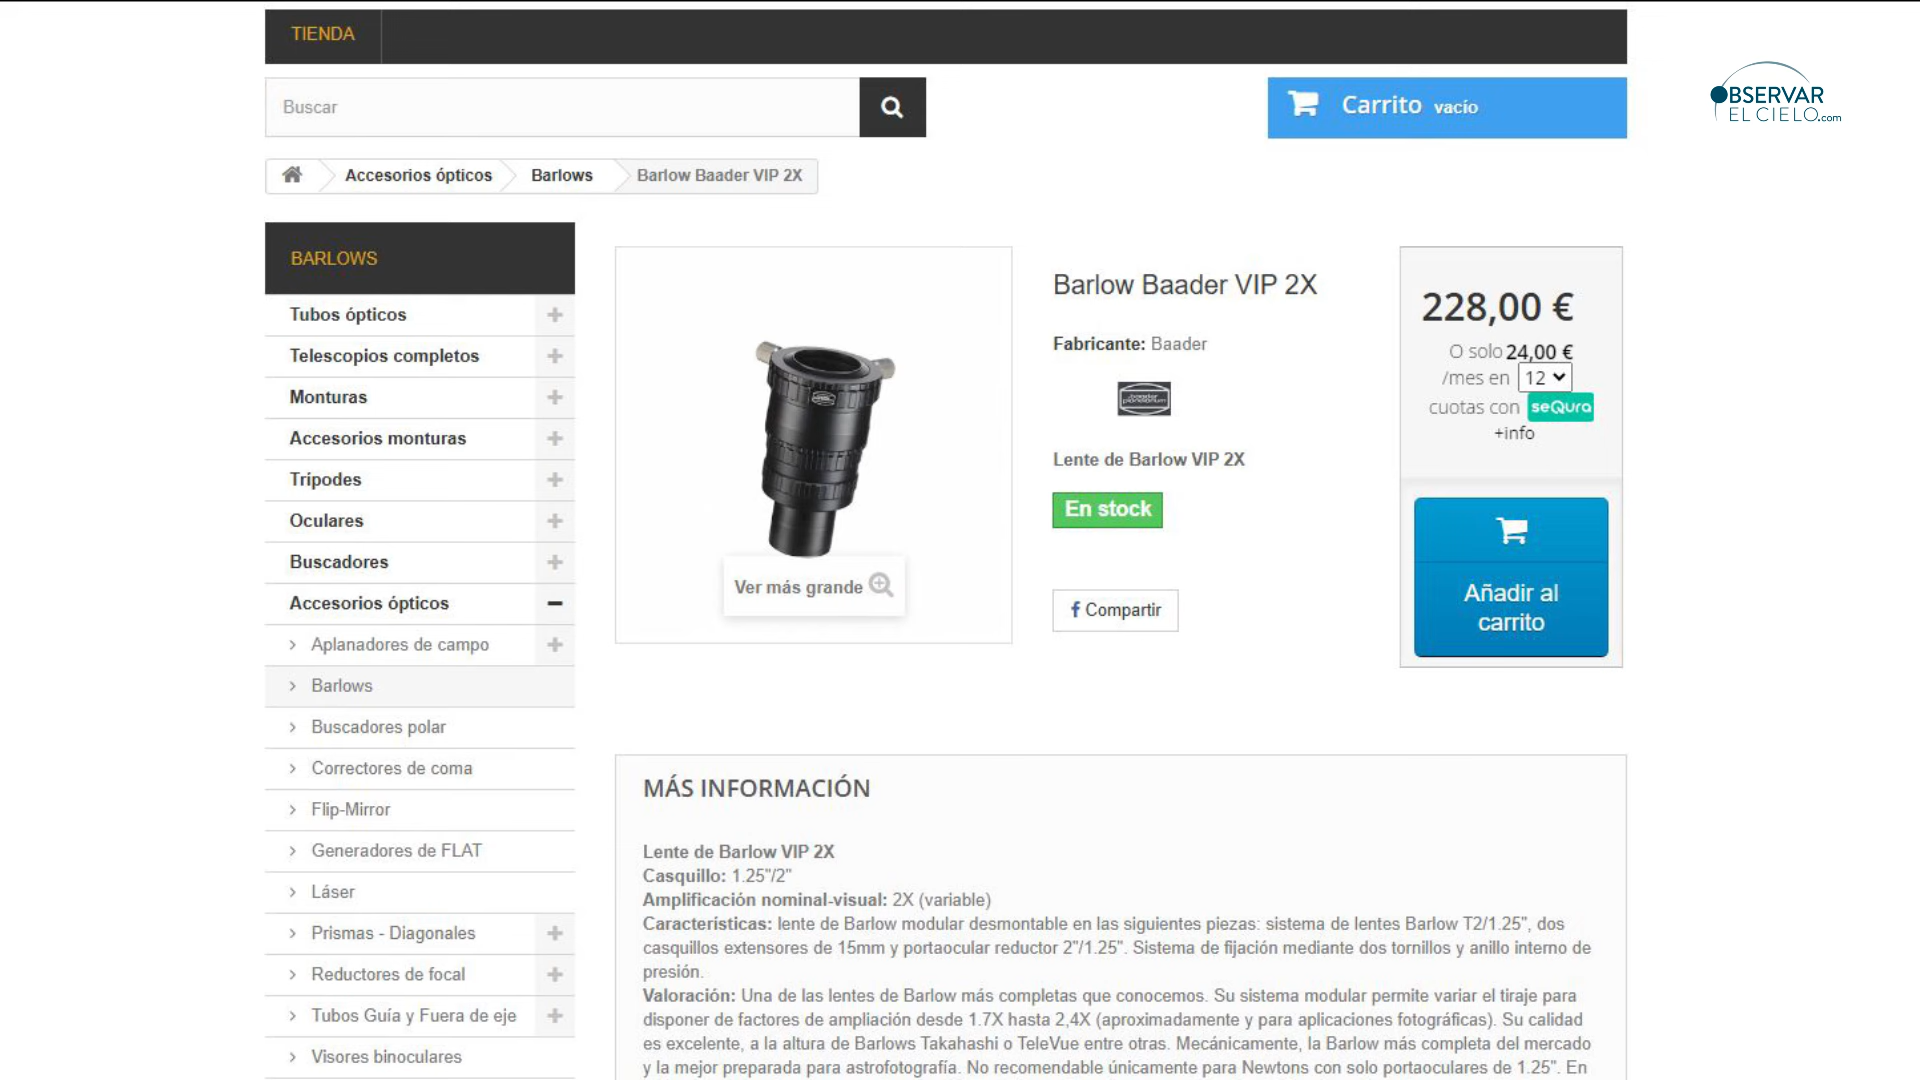 TIENDA
Buscar
Carrito vacío
OBSERVAR
EL CIELO.com
Accesorios ópticos
Barlows
Barlow Baader VIP 2X
BARLOWS
Tubos ópticos
Telescopios completos
Monturas
Accesorios monturas
Trípodes
Oculares
Buscadores
Accesorios ópticos
Aplanadores de campo
Barlows
Buscadores polar
Correctores de coma
Flip-Mirror
Generadores de FLAT
Láser
Prismas - Diagonales
Reductores de focal
Tubos Guía y Fuera de eje
Visores binoculares
Ver más grande
Barlow Baader VIP 2X
Fabricante: Baader
baader
planetarium
Lente de Barlow VIP 2X
En stock
Compartir
228,00 €
O solo 24,00 €
/mes en 12
cuotas con seQura
+info
Añadir al
carrito
MÁS INFORMACIÓN
Lente de Barlow VIP 2X
Casquillo: 1.25"/2"
Amplificación nominal-visual: 2X (variable)
Características: lente de Barlow modular desmontable en las siguientes piezas: sistema de lentes Barlow T2/1.25", dos
casquillos extensores de 15mm y portaocular reductor 2"/1.25". Sistema de fijación mediante dos tornillos y anillo interno de
presión.
Valoración: Una de las lentes de Barlow más completas que conocemos. Su sistema modular permite variar el tiraje para
disponer de factores de ampliación desde 1.7X hasta 2,4X (aproximadamente y para aplicaciones fotográficas). Su calidad
es excelente, a la altura de Barlows Takahashi o TeleVue entre otras. Mecánicamente, la Barlow más completa del mercado
y la mejor preparada para astrofotografía. No recomendable únicamente para Newtons con solo portaoculares de 1.25". En